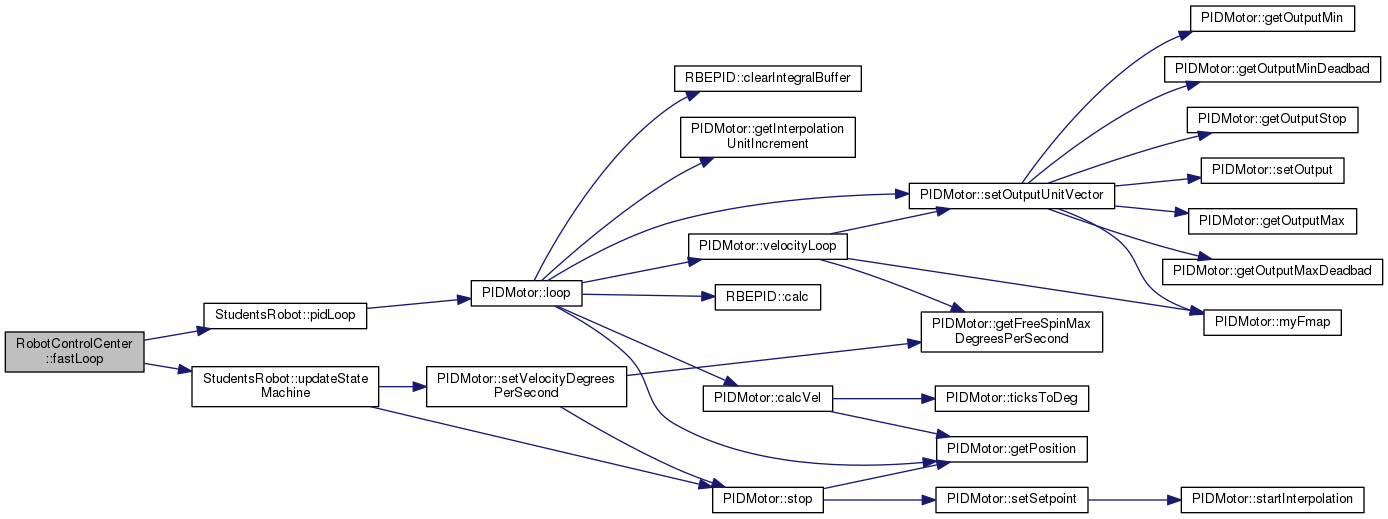 RobotControlCenter
::fastLoop
StudentsRobot::pidLoop
StudentsRobot::updateState
Machine
PIDMotor::loop
PIDMotor::setVelocityDegrees
PerSecond
RBEPID::clearIntegralBuffer
PIDMotor::getInterpolation
UnitIncrement
PIDMotor::velocityLoop
RBEPID::calc
PIDMotor::calcVel
PIDMotor::stop
PIDMotor::setOutputUnitVector
PIDMotor::getFreeSpinMax
DegreesPerSecond
PIDMotor::ticksToDeg
PIDMotor::getPosition
PIDMotor::setSetpoint
PIDMotor::getOutputMin
PIDMotor::getOutputMinDeadbad
PIDMotor::getOutputStop
PIDMotor::setOutput
PIDMotor::getOutputMax
PIDMotor::getOutputMaxDeadbad
PIDMotor::myFmap
PIDMotor::startInterpolation